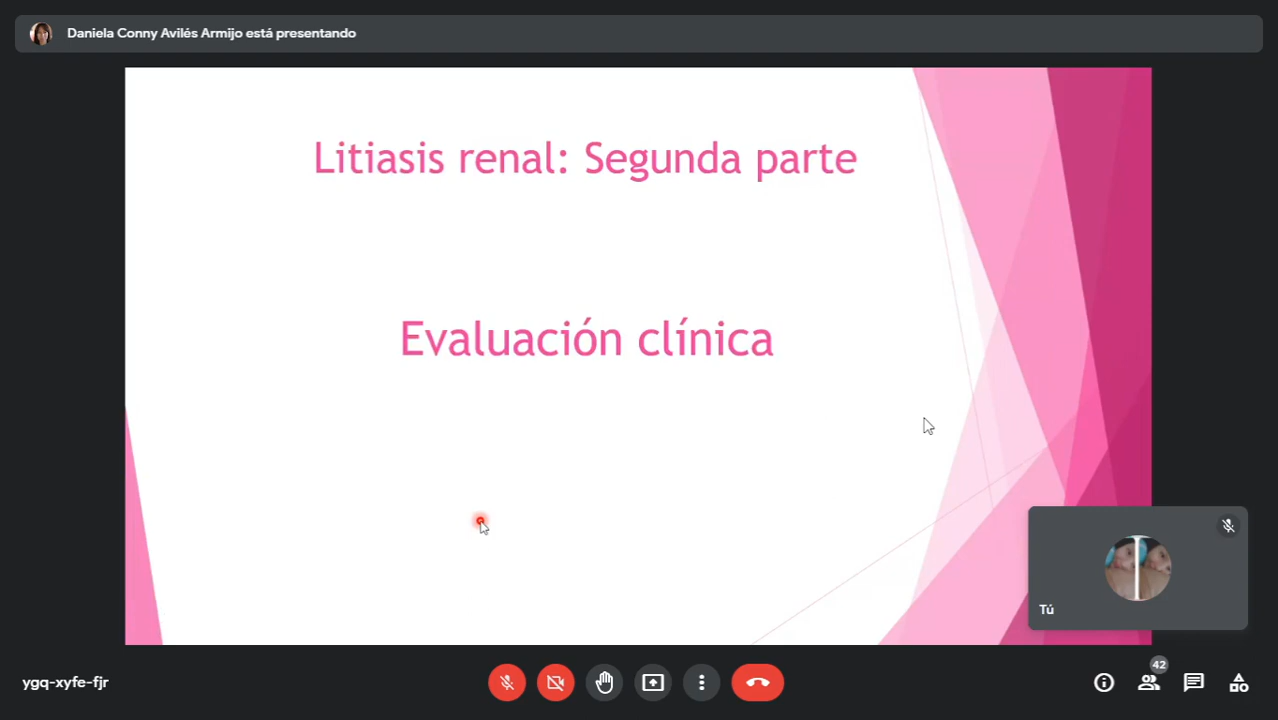 Daniela Conny Avilés Armijo está presentando
Litiasis renal: Segunda parte
Evaluación clínica
Tú
42
ygq-xyfe-fjr